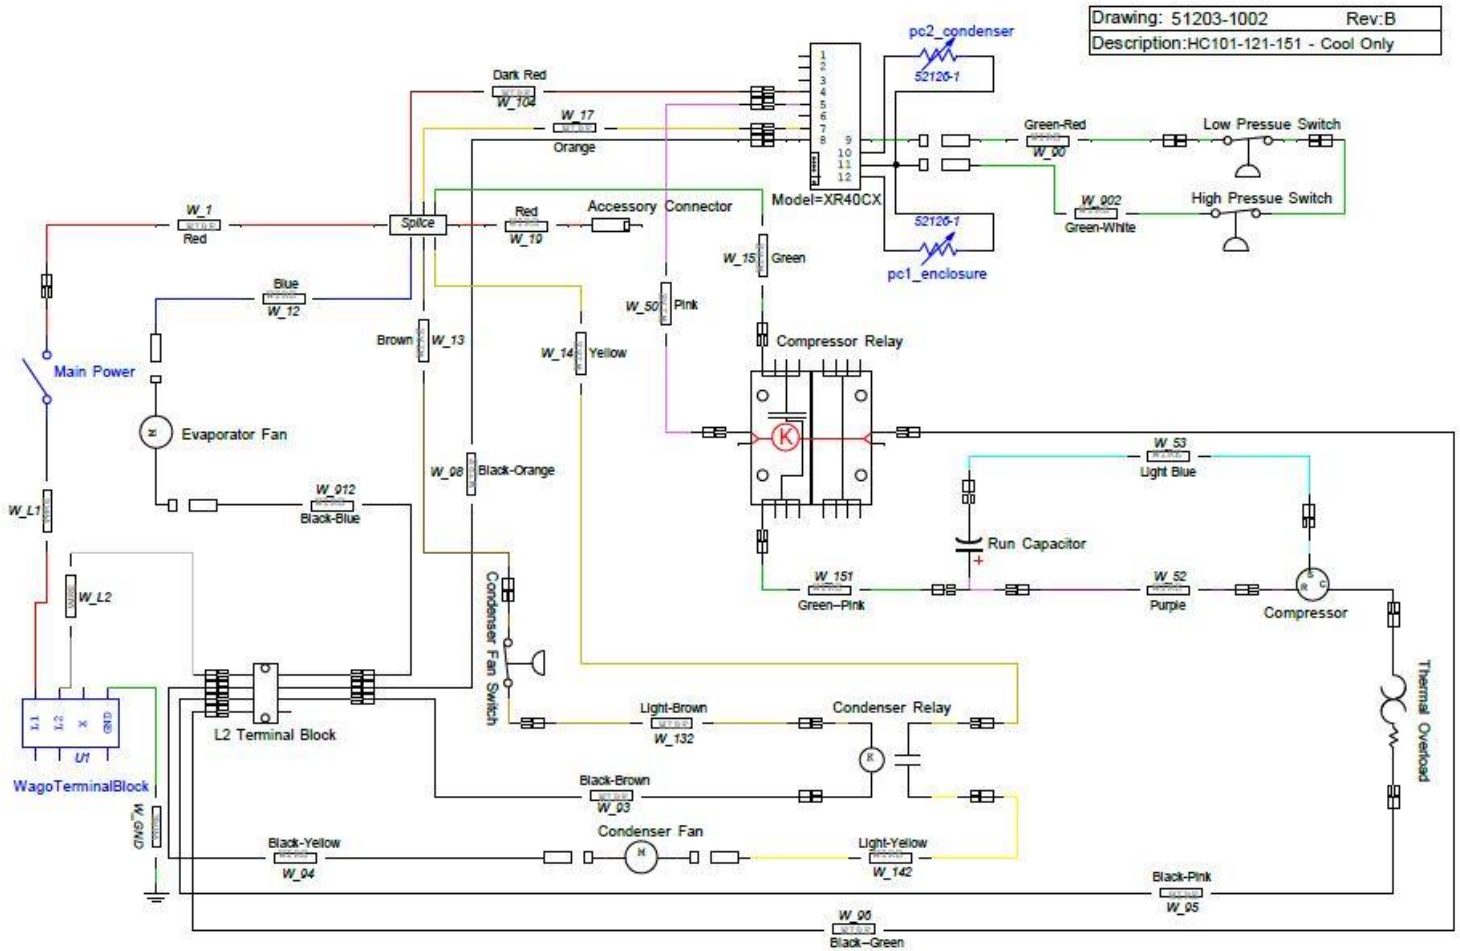 Drawing: 51203-1002 Rev:B
Description:HC101-121-151 - Cool Only
pc2_condenser
52126-1
1
2
3
4
5
6
7
8
9
10
11
12
Model=XR40CX
Dark Red
W_104
W_17
Orange
Green-Red
W_90
Low Pressue Switch
W_902
Green-White
High Pressue Switch
52126-1
pc1_enclosure
W_1
Red
Splice
Red
W_19
Accessory Connector
W_15
Green
Blue
W_12
W_50
Pink
Brown
W_13
W_14
Yellow
Compressor Relay
K
Main Power
Evaporator Fan
W_98
Black-Orange
W_53
Light Blue
W_L1
W_912
Black-Blue
Run Capacitor
+
W_L2
Condenser Fan Switch
W_151
Green-Pink
W_52
Purple
S
R
C
Compressor
Thermal Overload
L1
L2
X
GND
U1
WagoTerminalBlock
L2 Terminal Block
Light-Brown
W_132
Condenser Relay
K
Black-Brown
W_93
W_GND
Black-Yellow
W_94
Condenser Fan
M
Light-Yellow
W_142
Black-Pink
W_95
W_96
Black-Green